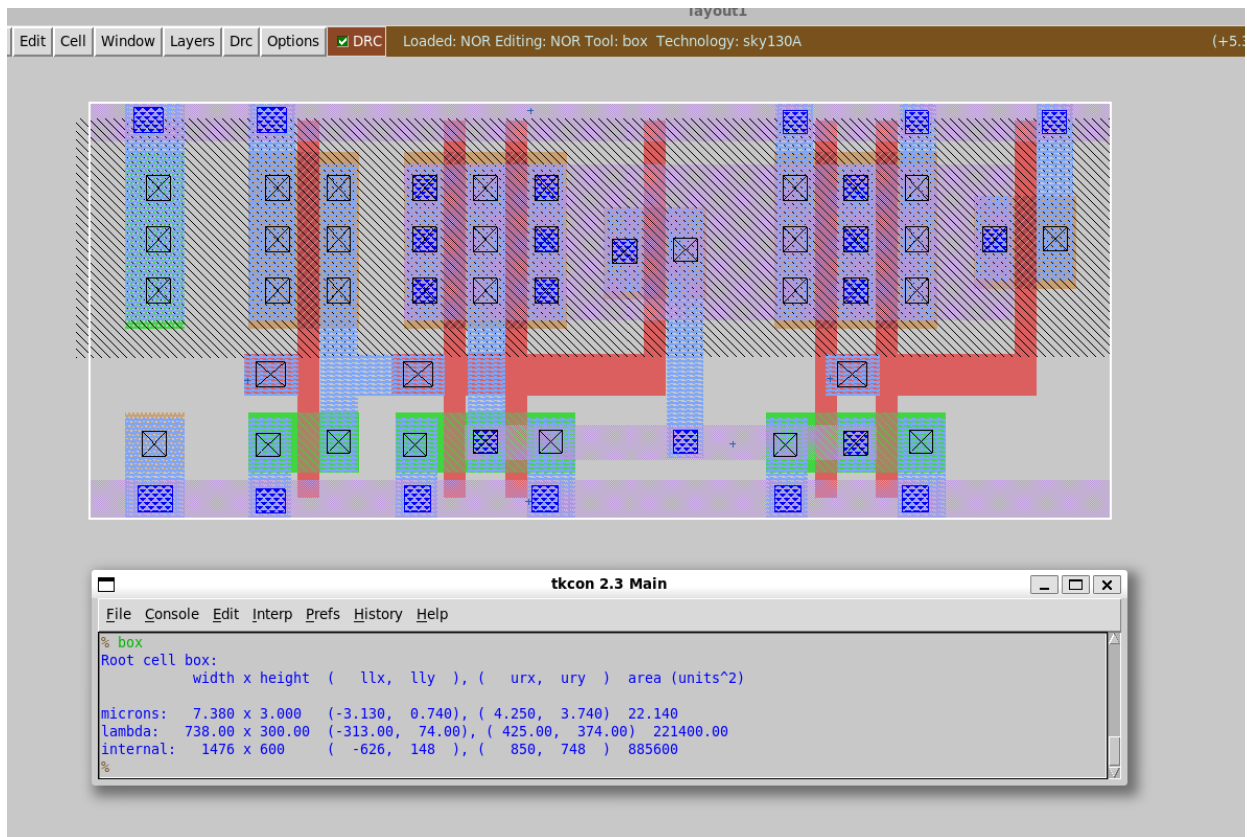 layout1
Edit Cell Window Layers Drc Options DRC Loaded: NOR Editing: NOR Tool: box Technology: sky130A (+5.3
tkcon 2.3 Main
File Console Edit Interp Prefs History Help
% box
Root cell box:
width x height ( llx, lly ), ( urx, ury ) area (units^2)
microns: 7.380 x 3.000 (-3.130, 0.740), ( 4.250, 3.740) 22.140
lambda: 738.00 x 300.00 (-313.00, 74.00), ( 425.00, 374.00) 221400.00
internal: 1476 x 600 ( -626, 148 ), ( 850, 748 ) 885600
%